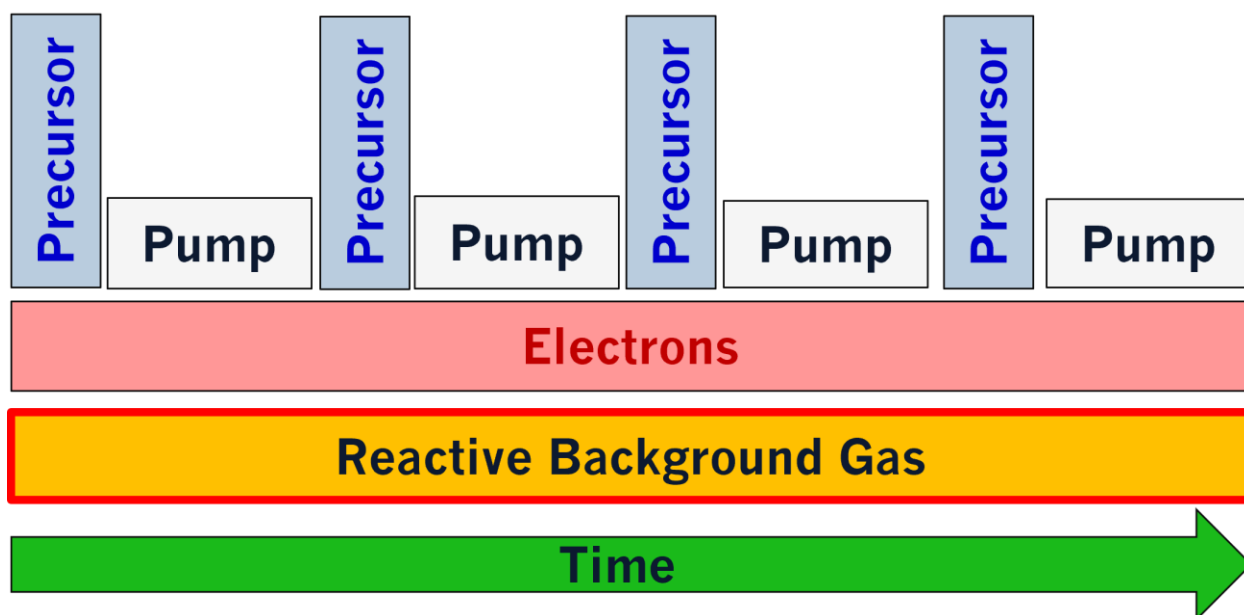 Precursor
Pump
Precursor
Pump
Precursor
Pump
Precursor
Pump
Electrons
Reactive Background Gas
Time